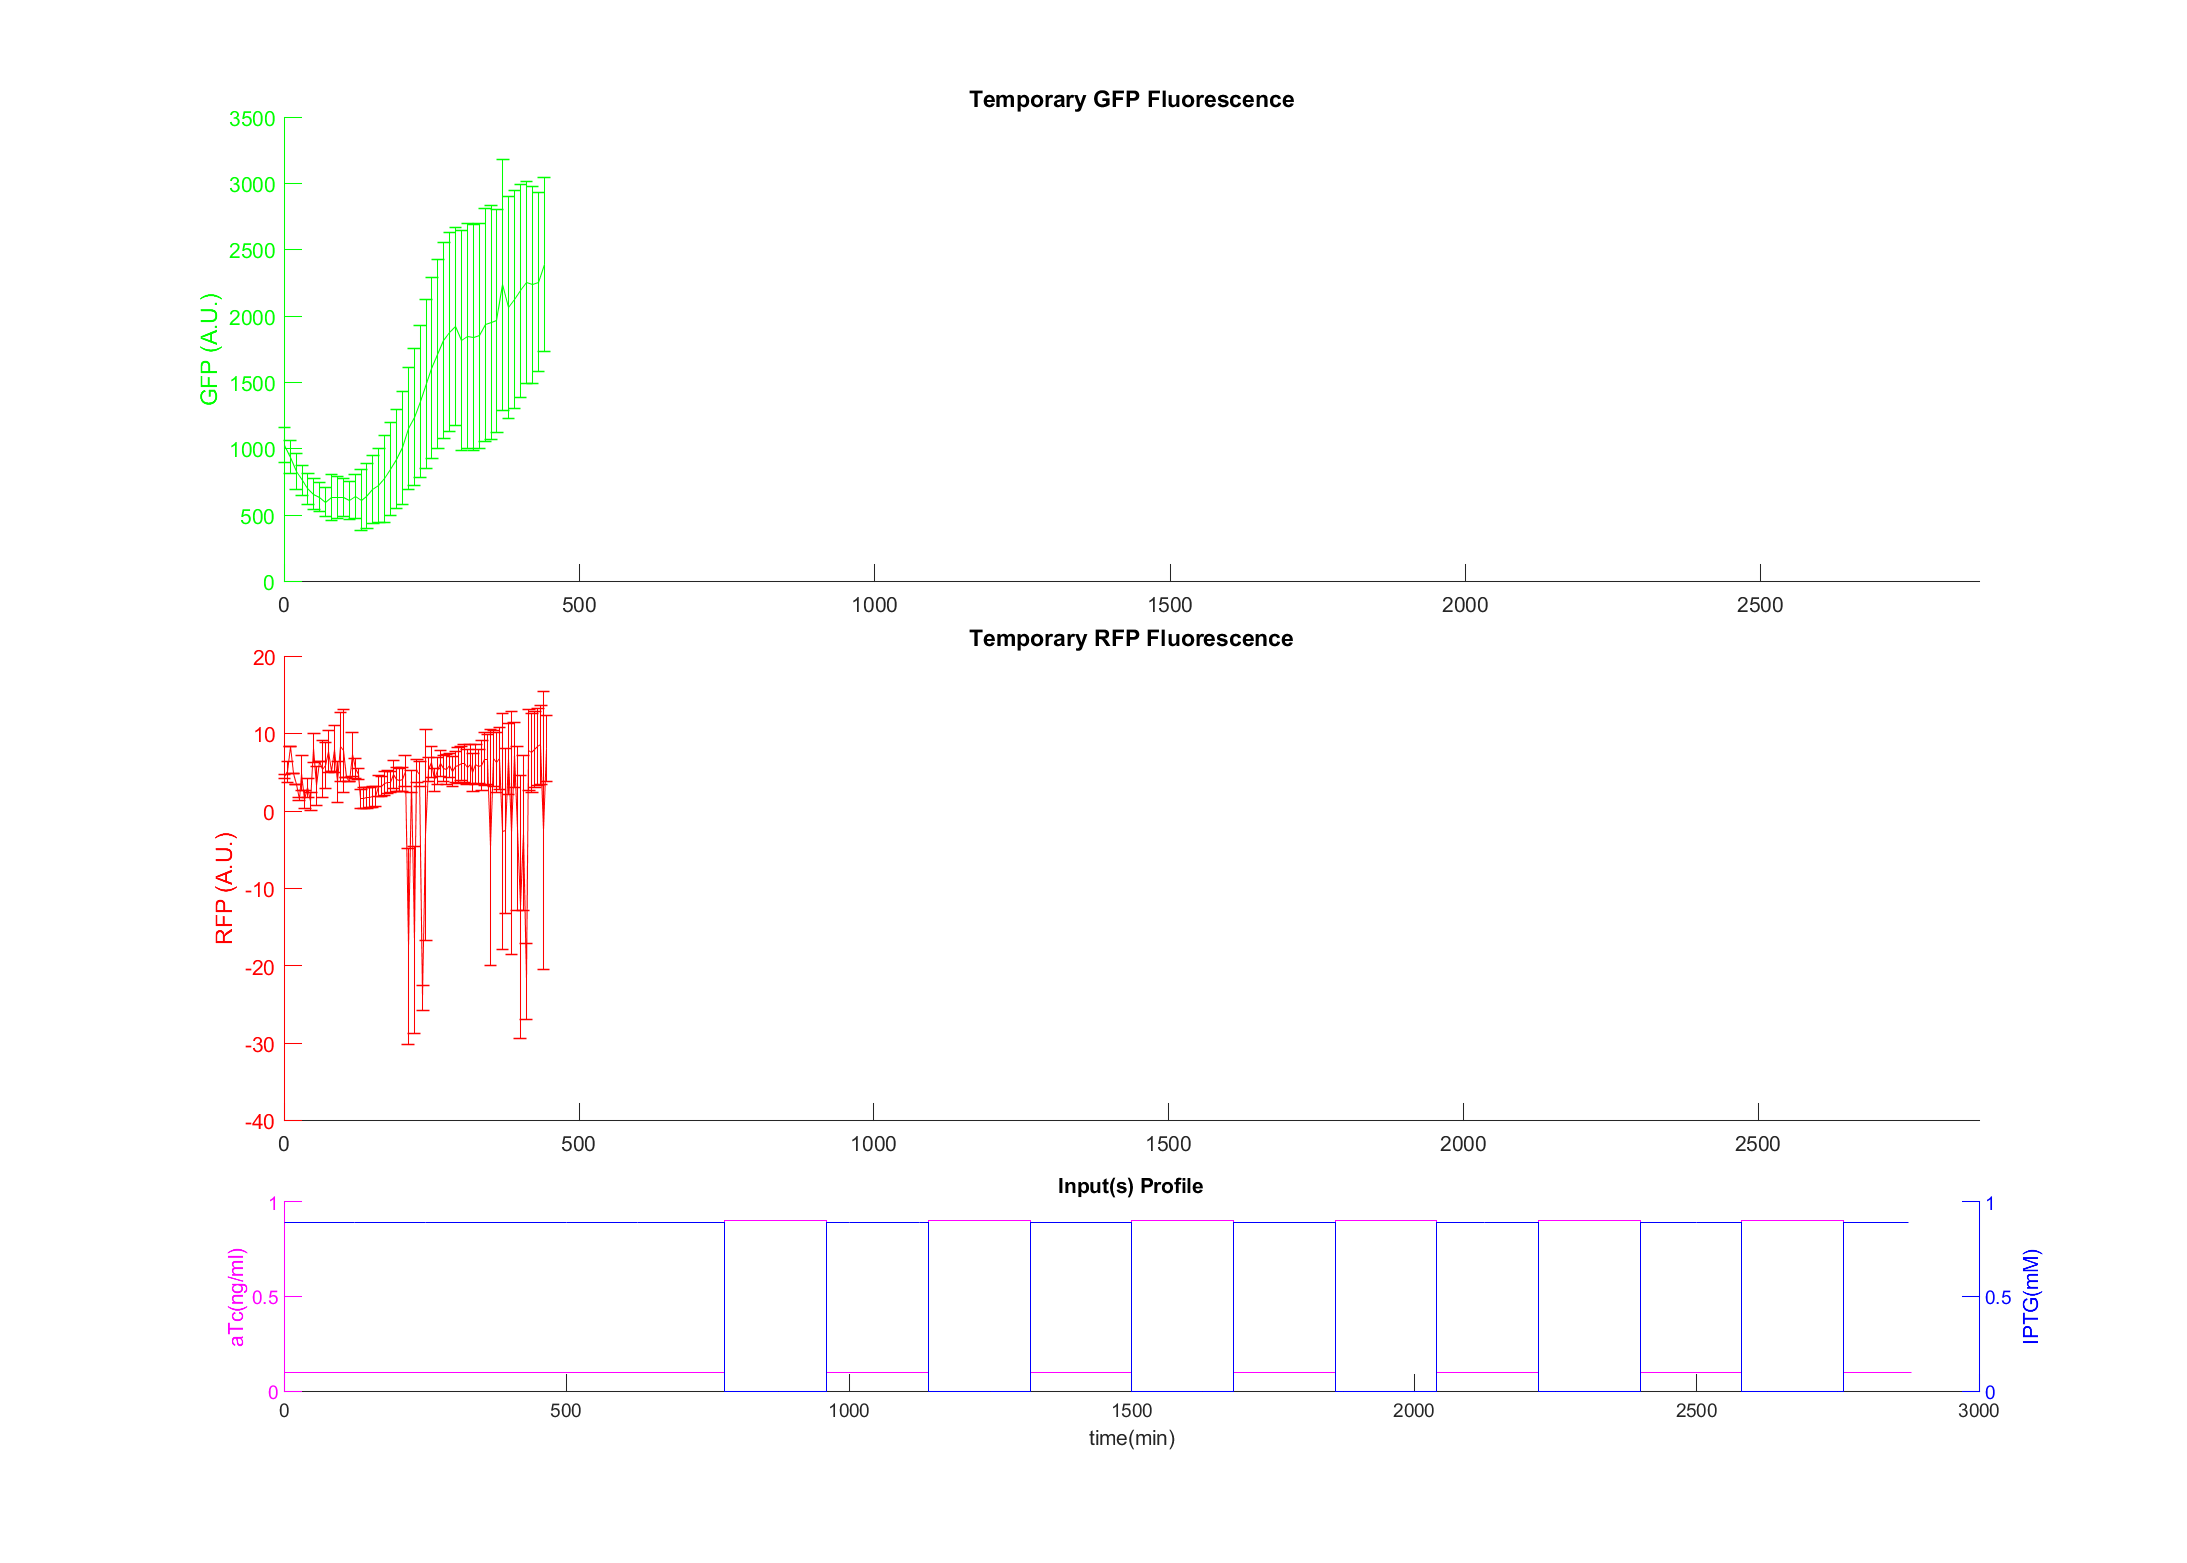 Temporary GFP Fluorescence
3500
3000
2500
2000
1500
1000
500
0
GFP (A.U.)
0 500 1000 1500 2000 2500
Temporary RFP Fluorescence
20
10
0
-10
-20
-30
-40
RFP (A.U.)
0 500 1000 1500 2000 2500
Input(s) Profile
1
0.5
0
aTc(ng/ml)
1
0.5
0
IPTG(mM)
0 500 1000 1500 2000 2500 3000
time(min)